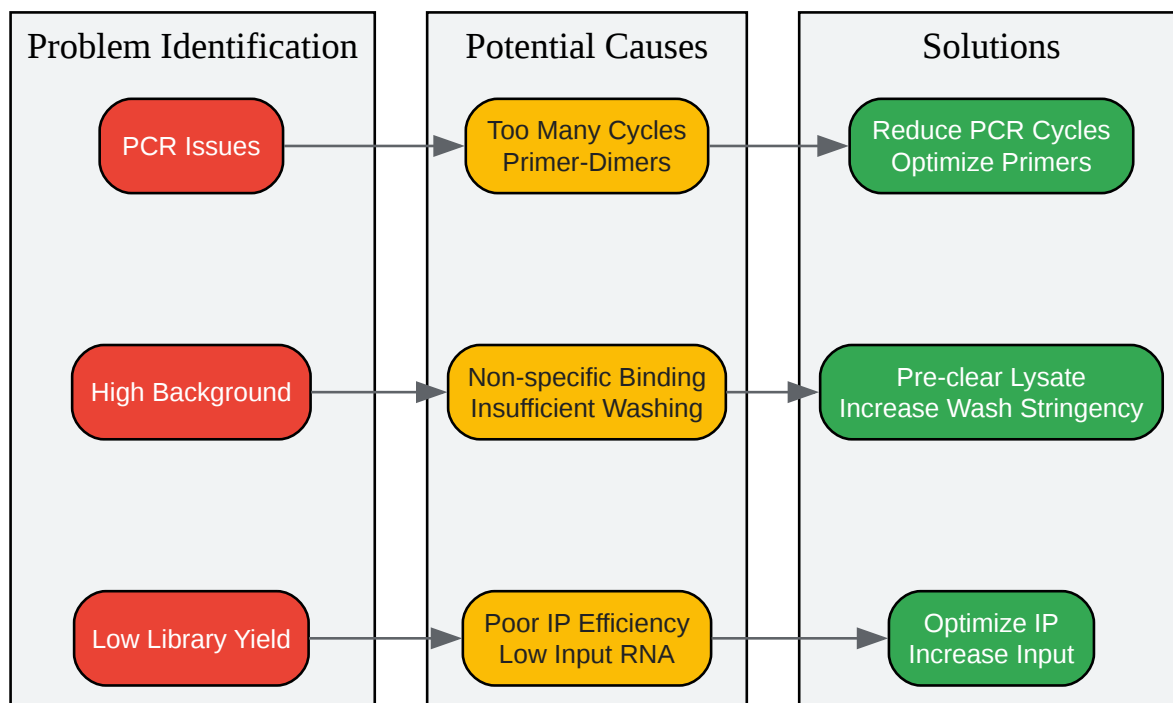 Problem Identification
Potential Causes
Solutions
PCR Issues
Too Many Cycles
Primer-Dimers
Reduce PCR Cycles
Optimize Primers
High Background
Non-specific Binding
Insufficient Washing
Pre-clear Lysate
Increase Wash Stringency
Low Library Yield
Poor IP Efficiency
Low Input RNA
Optimize IP
Increase Input